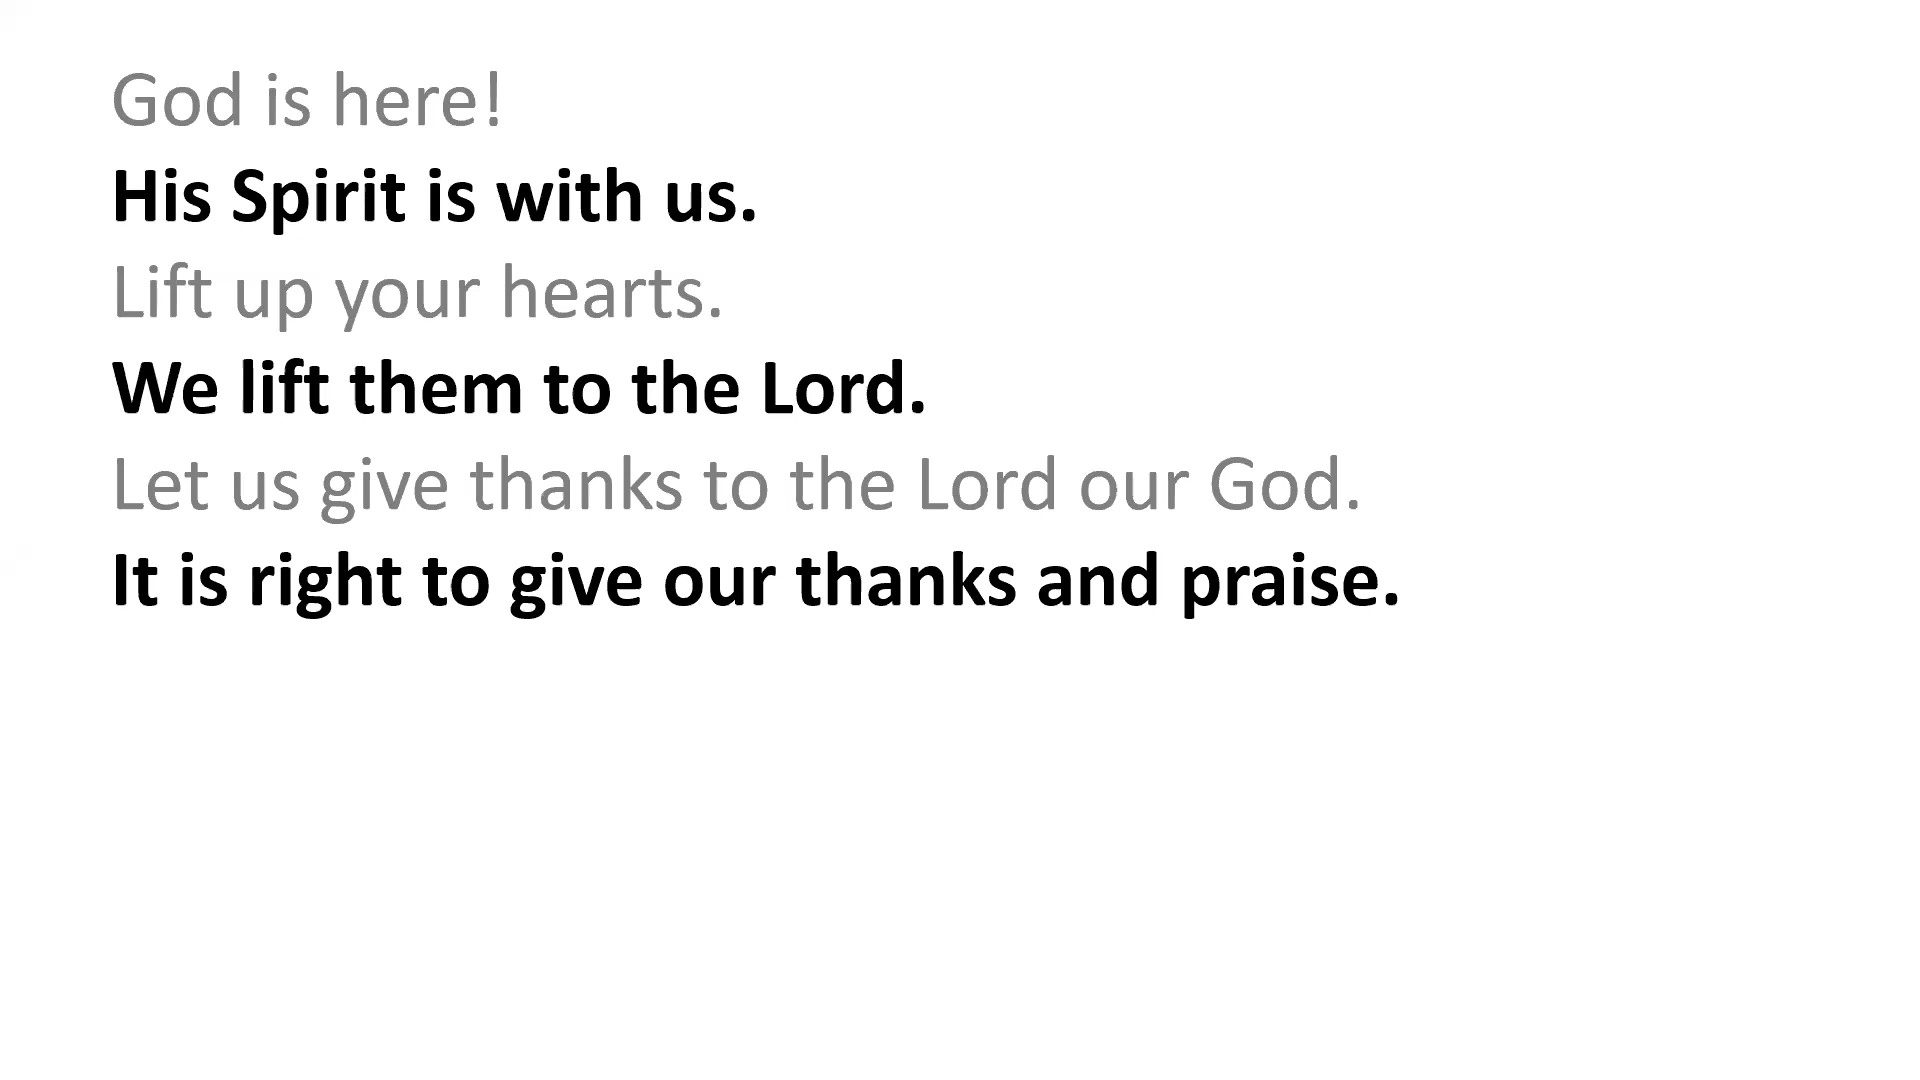 God is here!
His Spirit is with us.
Lift up your hearts.
We lift them to the Lord.
Let us give thanks to the Lord our God.
It is right to give our thanks and praise.